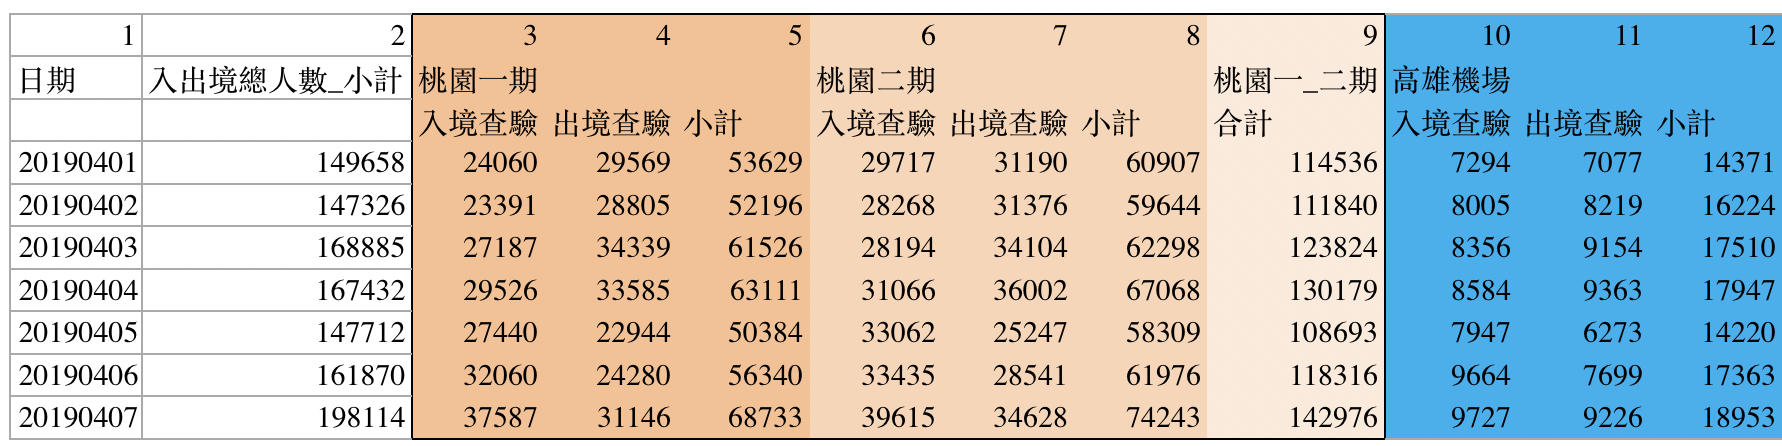 1 2 3 4 5 6 7 8 9 10 11 12
日期 入出境總人數_小計 桃園一期 桃園二期 桃園一_二期 高雄機場
入境查驗 出境查驗 小計 入境查驗 出境查驗 小計 合計 入境查驗 出境查驗 小計
20190401 149658 24060 29569 53629 29717 31190 60907 114536 7294 7077 14371
20190402 147326 23391 28805 52196 28268 31376 59644 111840 8005 8219 16224
20190403 168885 27187 34339 61526 28194 34104 62298 123824 8356 9154 17510
20190404 167432 29526 33585 63111 31066 36002 67068 130179 8584 9363 17947
20190405 147712 27440 22944 50384 33062 25247 58309 108693 7947 6273 14220
20190406 161870 32060 24280 56340 33435 28541 61976 118316 9664 7699 17363
20190407 198114 37587 31146 68733 39615 34628 74243 142976 9727 9226 18953